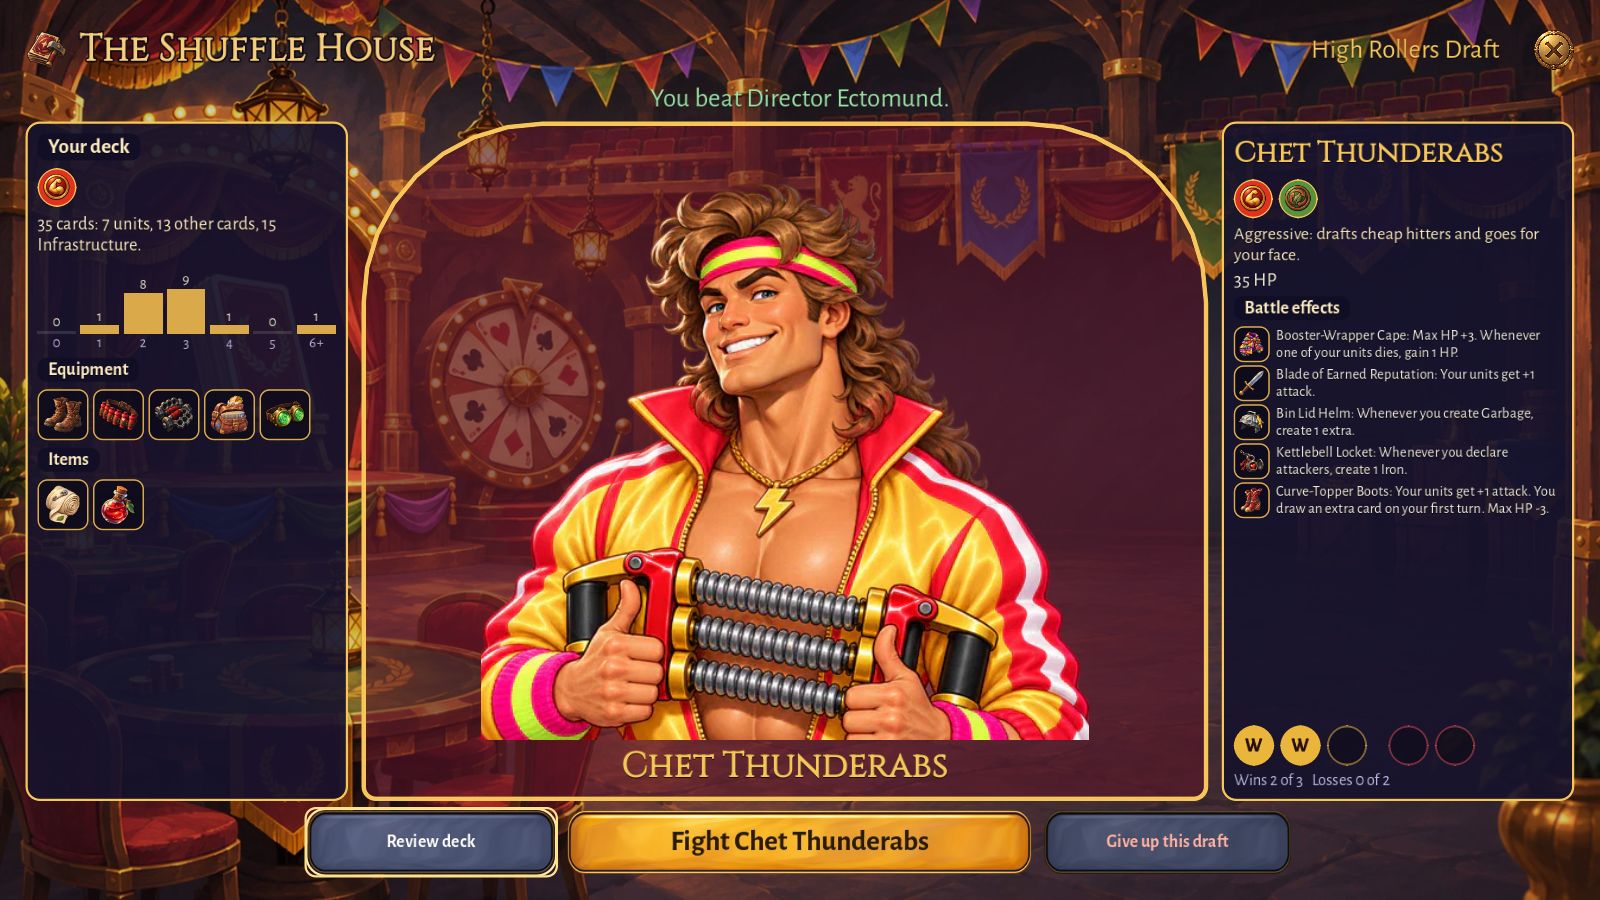 The Shuffle House
High Rollers Draft
You beat Director Ectomund.
Your deck
35 cards: 7 units, 13 other cards, 15
Infrastructure.
0 1 8 9 1 0 1
0 1 2 3 4 5 6+
Equipment
Items
Chet Thunderabs
Chet Thunderabs
Aggressive: drafts cheap hitters and goes for
your face.
35 HP
Battle effects
Booster-Wrapper Cape: Max HP +3. Whenever
one of your units dies, gain 1 HP.
Blade of Earned Reputation: Your units get +1
attack.
Bin Lid Helm: Whenever you create Garbage,
create 1 extra.
Kettlebell Locket: Whenever you declare
attackers, create 1 Iron.
Curve-Topper Boots: Your units get +1 attack. You
draw an extra card on your first turn. Max HP -3.
W W
Wins 2 of 3 Losses 0 of 2
Review deck
Fight Chet Thunderabs
Give up this draft